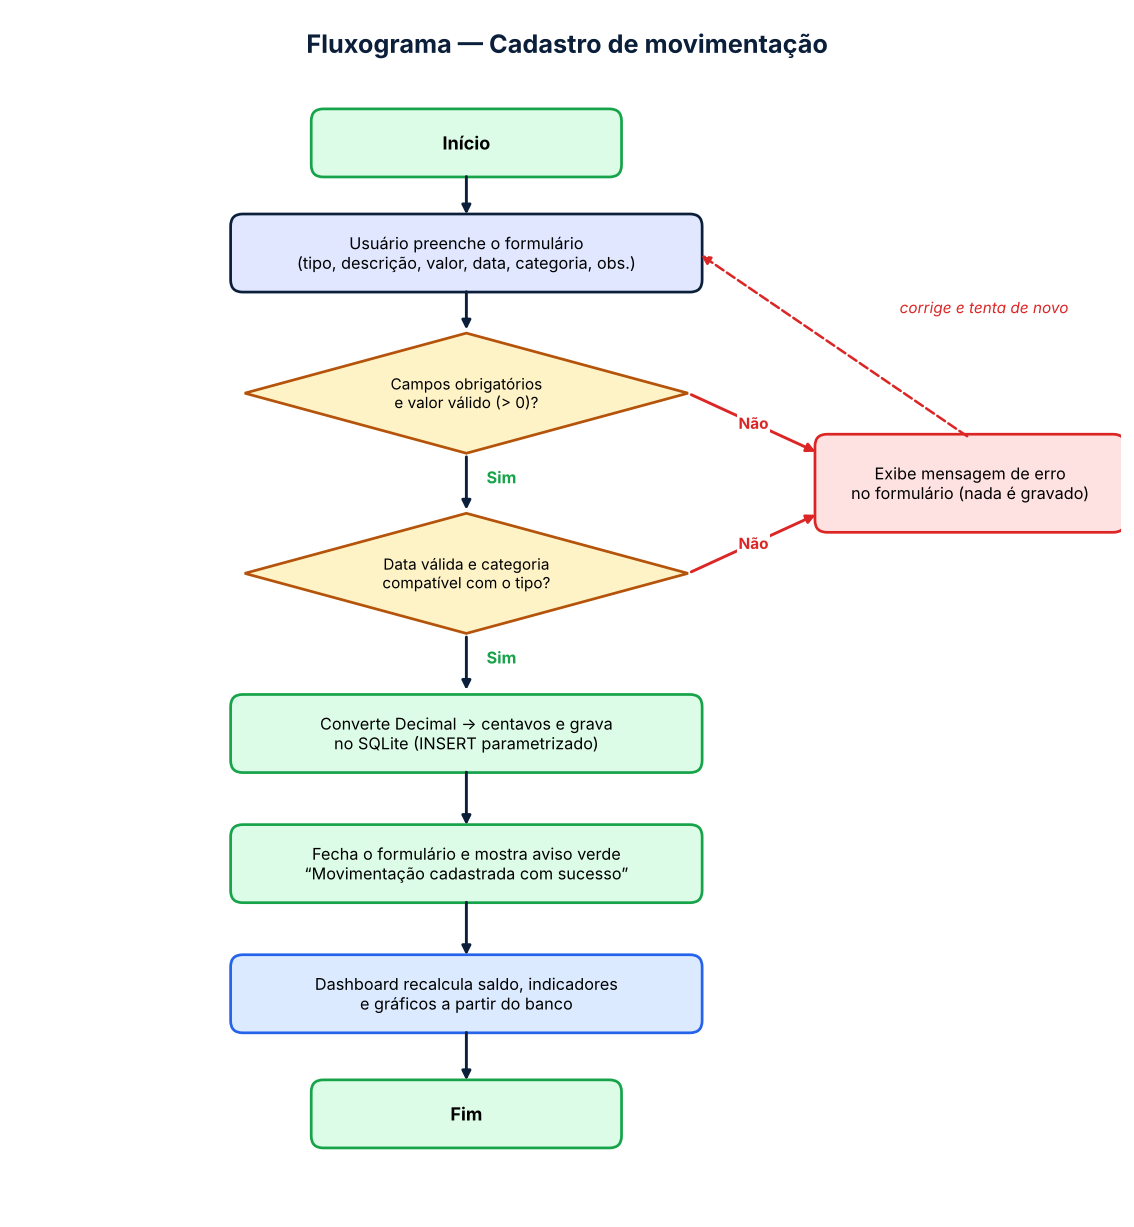 Fluxograma — Cadastro de movimentação
Início
Usuário preenche o formulário
(tipo, descrição, valor, data, categoria, obs.)
corrige e tenta de novo
Campos obrigatórios
e valor válido (> 0)?
Não
Sim
Exibe mensagem de erro
no formulário (nada é gravado)
Não
Data válida e categoria
compatível com o tipo?
Sim
Converte Decimal → centavos e grava
no SQLite (INSERT parametrizado)
Fecha o formulário e mostra aviso verde
“Movimentação cadastrada com sucesso”
Dashboard recalcula saldo, indicadores
e gráficos a partir do banco
Fim